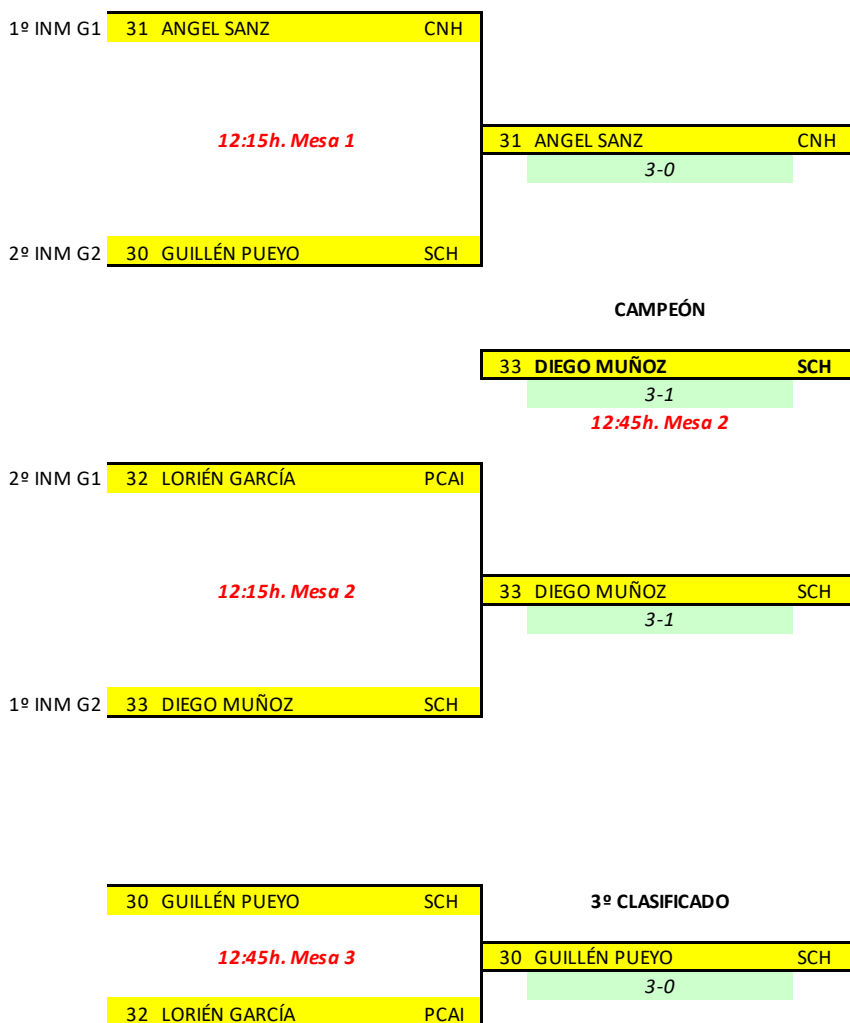 1º INM G1 31 ANGEL SANZ CNH
12:15h. Mesa 1
31 ANGEL SANZ CNH
3-0
2º INM G2 30 GUILLÉN PUEYO SCH
CAMPEÓN
33 DIEGO MUÑOZ SCH
3-1
12:45h. Mesa 2
2º INM G1 32 LORIÉN GARCÍA PCAI
12:15h. Mesa 2
33 DIEGO MUÑOZ SCH
3-1
1º INM G2 33 DIEGO MUÑOZ SCH
30 GUILLÉN PUEYO SCH
3º CLASIFICADO
12:45h. Mesa 3
30 GUILLÉN PUEYO SCH
3-0
32 LORIÉN GARCÍA PCAI